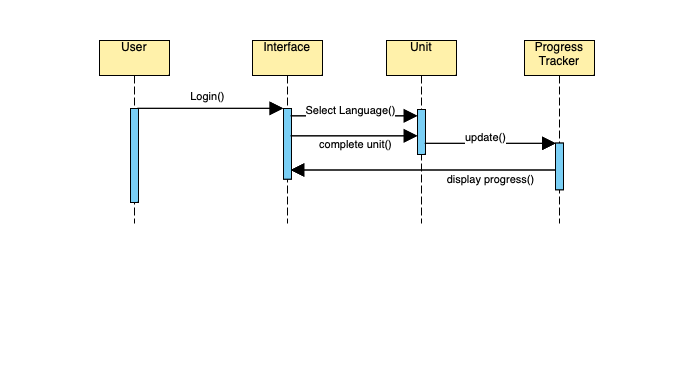 User
Interface
Unit
Progress
Tracker
Login()
Select Language()
complete unit()
update()
display progress()